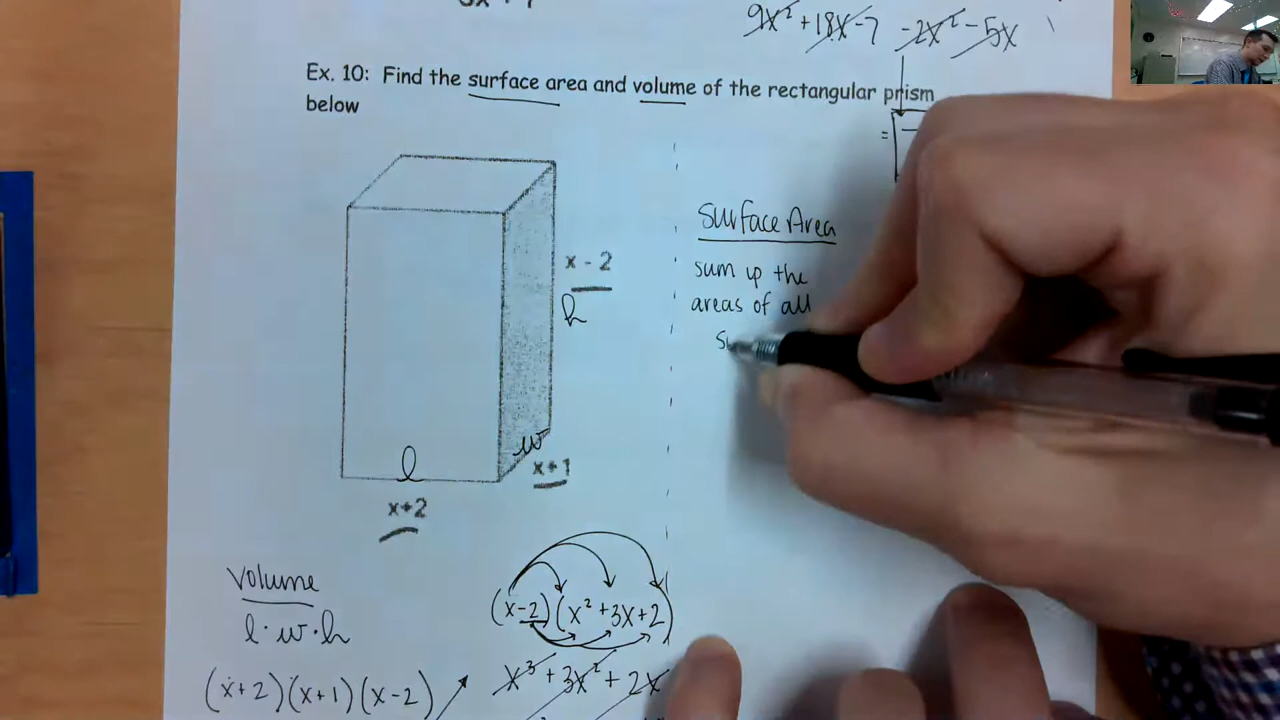 9x² + 18x - 7 - 2x² - 5x
Ex. 10: Find the surface area and volume of the rectangular prism
below
=
Surface Area
sum up the
areas of all
x - 2
h
l
w
x + 1
x + 2
Volume
l · w · h
(x+2)(x+1)(x-2)
(x-2)(x² + 3x + 2)
x³ + 3x² + 2x